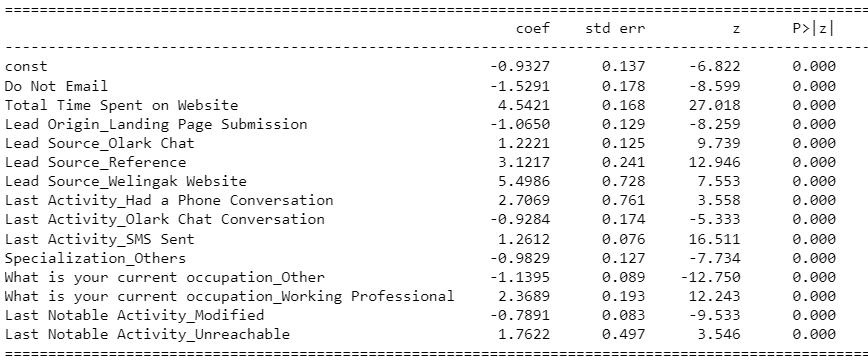 coef std err z P>|z|
const -0.9327 0.137 -6.822 0.000
Do Not Email -1.5291 0.178 -8.599 0.000
Total Time Spent on Website 4.5421 0.168 27.018 0.000
Lead Origin_Landing Page Submission -1.0650 0.129 -8.259 0.000
Lead Source_Olark Chat 1.2221 0.125 9.739 0.000
Lead Source_Reference 3.1217 0.241 12.946 0.000
Lead Source_Welingak Website 5.4986 0.728 7.553 0.000
Last Activity_Had a Phone Conversation 2.7069 0.761 3.558 0.000
Last Activity_Olark Chat Conversation -0.9284 0.174 -5.333 0.000
Last Activity_SMS Sent 1.2612 0.076 16.511 0.000
Specialization_Others -0.9829 0.127 -7.734 0.000
What is your current occupation_Other -1.1395 0.089 -12.750 0.000
What is your current occupation_Working Professional 2.3689 0.193 12.243 0.000
Last Notable Activity_Modified -0.7891 0.083 -9.533 0.000
Last Notable Activity_Unreachable 1.7622 0.497 3.546 0.000